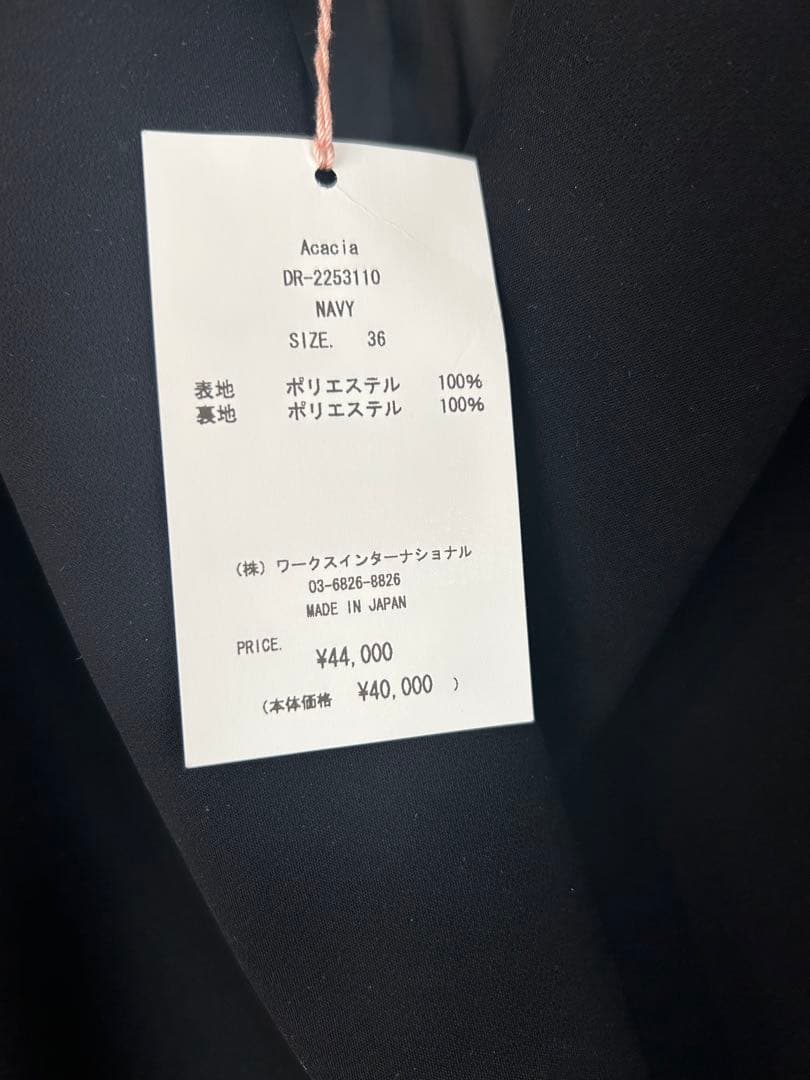 Acacia
DR-2253110
NAVY
SIZE. 36
表地 ポリエステル 100%
裏地 ポリエステル 100%
(株)ワークスインターナショナル
03-6826-8826
MADE IN JAPAN
PRICE. ¥44,000
(本体価格 ¥40,000 )